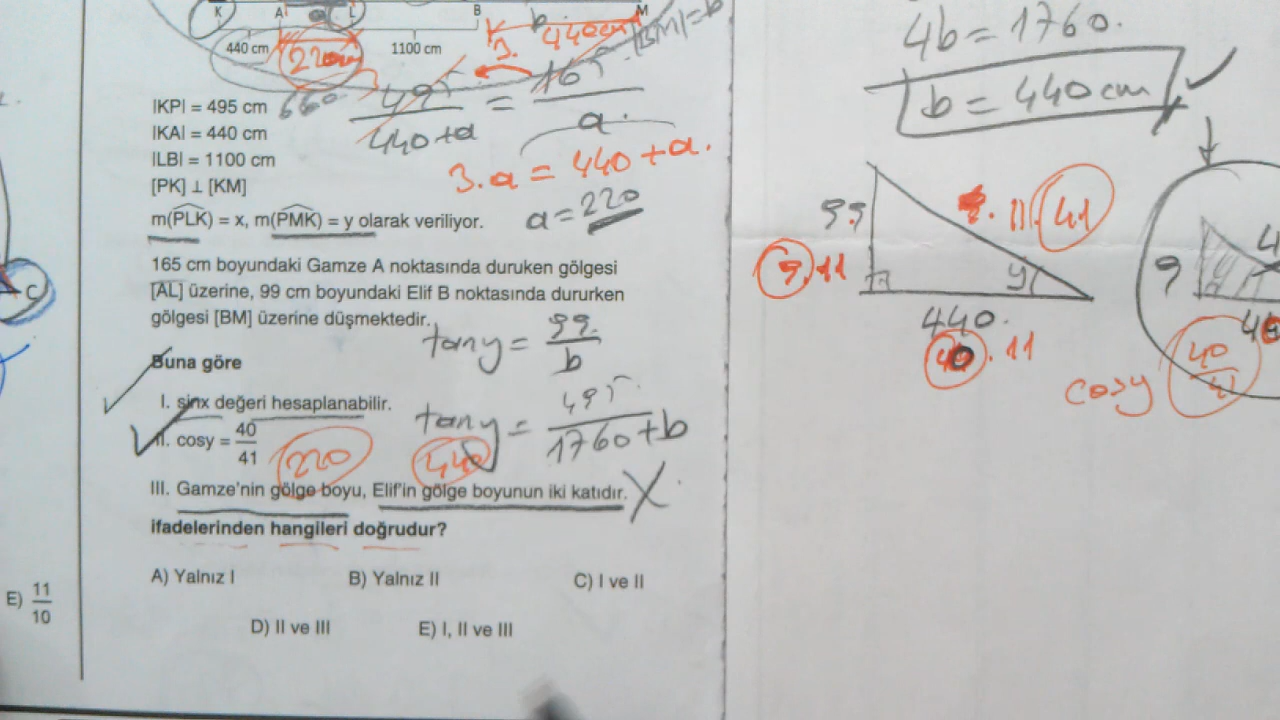 K A L B M
440 cm 220cm 1100 cm 440cm
|KP| = 495 cm 660
|KA| = 440 cm
|LB| = 1100 cm
[PK] ⊥ [KM]
m(PLK) = x, m(PMK) = y olarak veriliyor.
495/440+a = 165/a
3.a = 440+a.
a = 220
165 cm boyundaki Gamze A noktasında duruken gölgesi
[AL] üzerine, 99 cm boyundaki Elif B noktasında dururken
gölgesi [BM] üzerine düşmektedir.
tany = 99/b
Buna göre
I. sinx değeri hesaplanabilir.
tany = 495/1760+b
II. cosy = 40/41
220 440
III. Gamze'nin gölge boyu, Elif'in gölge boyunun iki katıdır. X
ifadelerinden hangileri doğrudur?
A) Yalnız I B) Yalnız II C) I ve II
D) II ve III E) I, II ve III
E) 11/10
C
4b = 1760.
b = 440 cm
99 11.41
9.11 y
440.
40.11
9
cosy 40/41